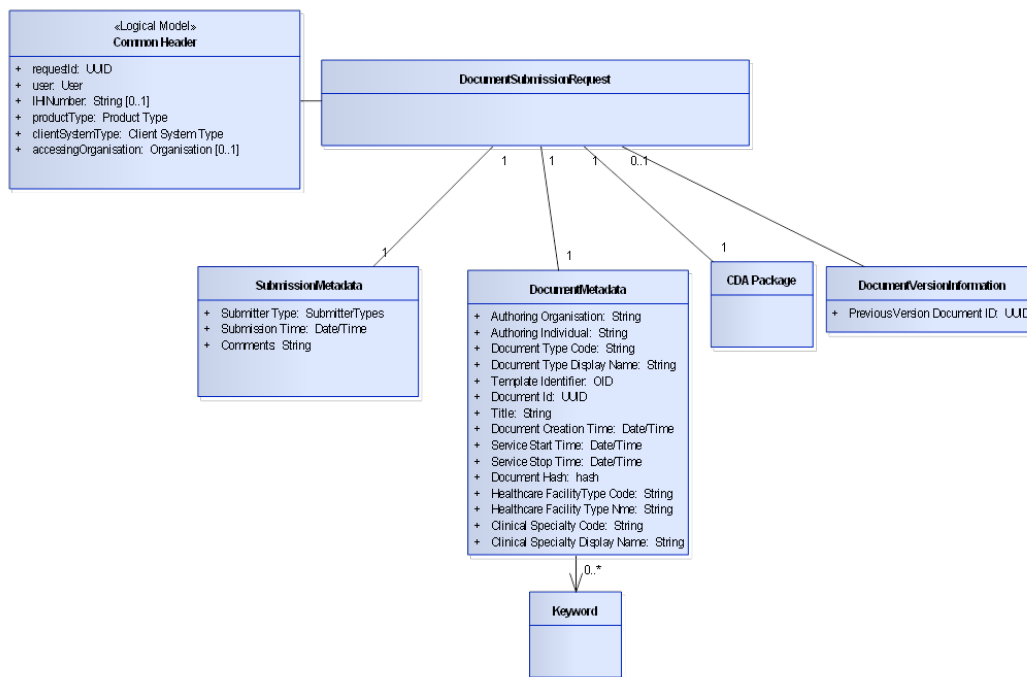 «Logical Model»
Common Header
+ requestId: UUID
+ user: User
+ IHINumber: String [0..1]
+ productType: Product Type
+ clientSystemType: Client System Type
+ accessingOrganisation: Organisation [0..1]
DocumentSubmissionRequest
1
1
1
0..1
1
1
1
SubmissionMetadata
+ Submitter Type: SubmitterTypes
+ Submission Time: Date/Time
+ Comments: String
DocumentMetadata
+ Authoring Organisation: String
+ Authoring Individual: String
+ Document Type Code: String
+ Document Type Display Name: String
+ Template Identifier: OID
+ Document Id: UUID
+ Title: String
+ Document Creation Time: Date/Time
+ Service Start Time: Date/Time
+ Service Stop Time: Date/Time
+ Document Hash: hash
+ Healthcare FacilityType Code: String
+ Healthcare Facility Type Nme: String
+ Clinical Specialty Code: String
+ Clinical Specialty Display Name: String
CDA Package
DocumentVersionInformation
+ PreviousVersion Document ID: UUID
0..*
Keyword